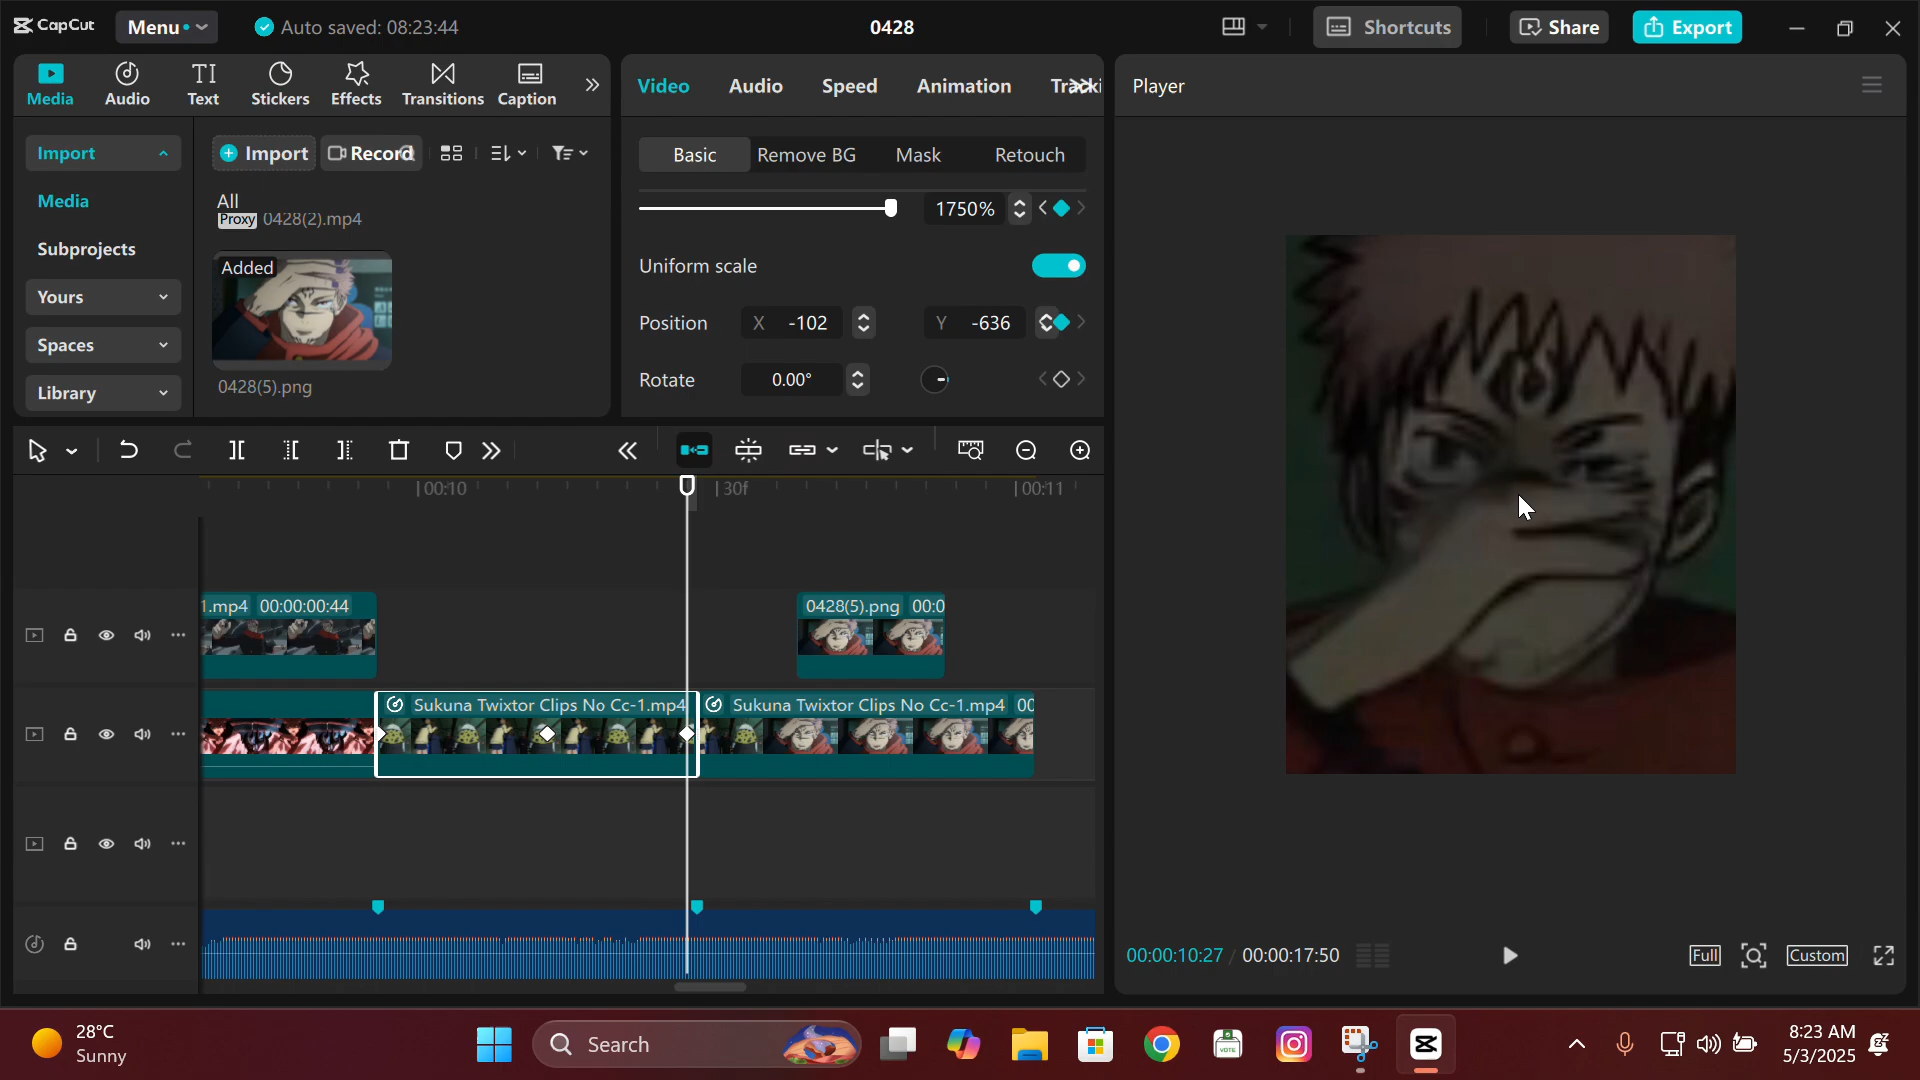 CapCut
Menu
Auto saved: 08:23:44
0428
Shortcuts
Share
Export
Media
Audio
Text
Stickers
Effects
Transitions
Caption
Import
Media
Subprojects
Yours
Spaces
Library
Import
Record
All
Proxy 0428(2).mp4
Added
0428(5).png
Video
Audio
Speed
Animation
Tracki
Basic
Remove BG
Mask
Retouch
1750%
Uniform scale
Position
X -102
Y -636
Rotate
0.00°
Player
00:10
30f
00:11
1.mp4 00:00:00:44
0428(5).png 00:0
Sukuna Twixtor Clips No Cc-1.mp4
Sukuna Twixtor Clips No Cc-1.mp4 00
00:00:10:27 / 00:00:17:50
Full
Custom
28°C
Sunny
Search
VOTE
8:23 AM
5/3/2025